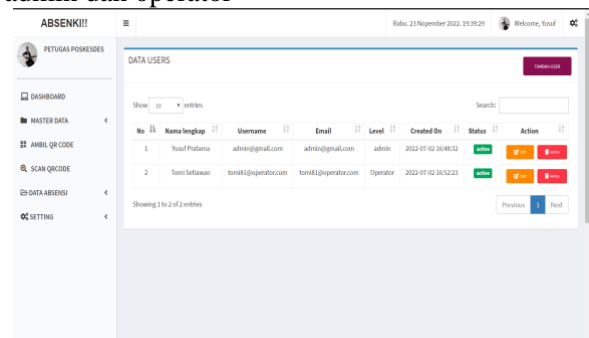 admin dan operator
ABSENKI!!
Rabu. 23 Nopember 2022. 19:39:29
Welcome, Yusuf
PETUGAS POSKESDES
DATA USERS
TAMBAH USER
DASHBOARD
MASTER DATA
AMBIL QR CODE
SCAN QRCODE
DATA ABSENSI
SETTING
Show 10 entries
Search:
No Nama lengkap Username Email Level Created On Status Action
1 Yusuf Pratama admin@gmail.com admin@gmail.com admin 2022-07-02 16:48:32 active
2 Tomi Setiawan tomi81@operator.com tomi81@operator.com Operator 2022-07-02 16:52:23 active
Showing 1 to 2 of 2 entries
Previous 1 Next